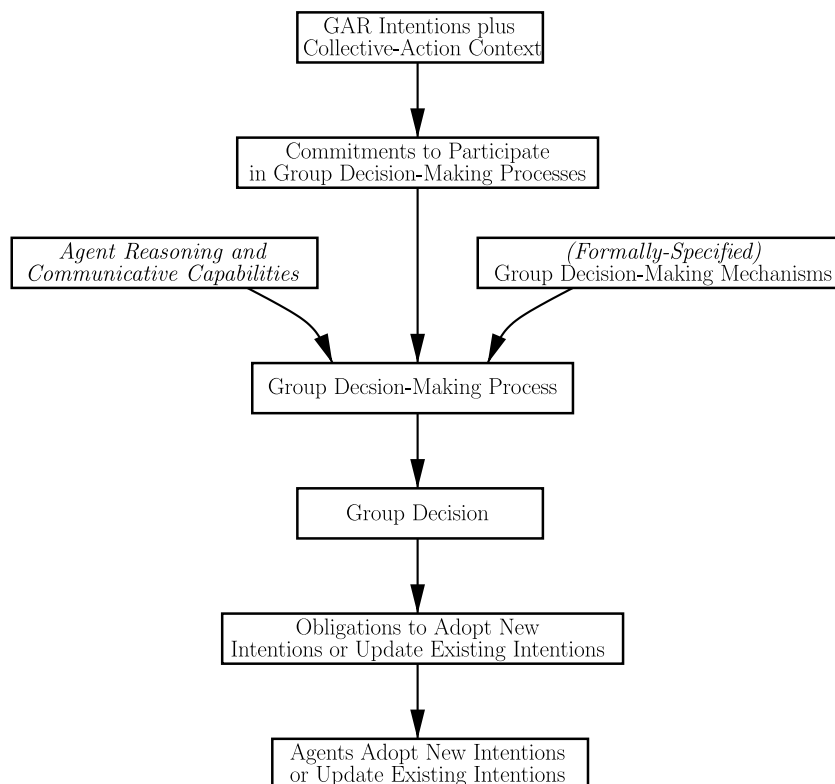 GAR Intentions plus
Collective-Action Context
Commitments to Participate
in Group Decision-Making Processes
Agent Reasoning and
Communicative Capabilities
(Formally-Specified)
Group Decision-Making Mechanisms
Group Decsion-Making Process
Group Decision
Obligations to Adopt New
Intentions or Update Existing Intentions
Agents Adopt New Intentions
or Update Existing Intentions